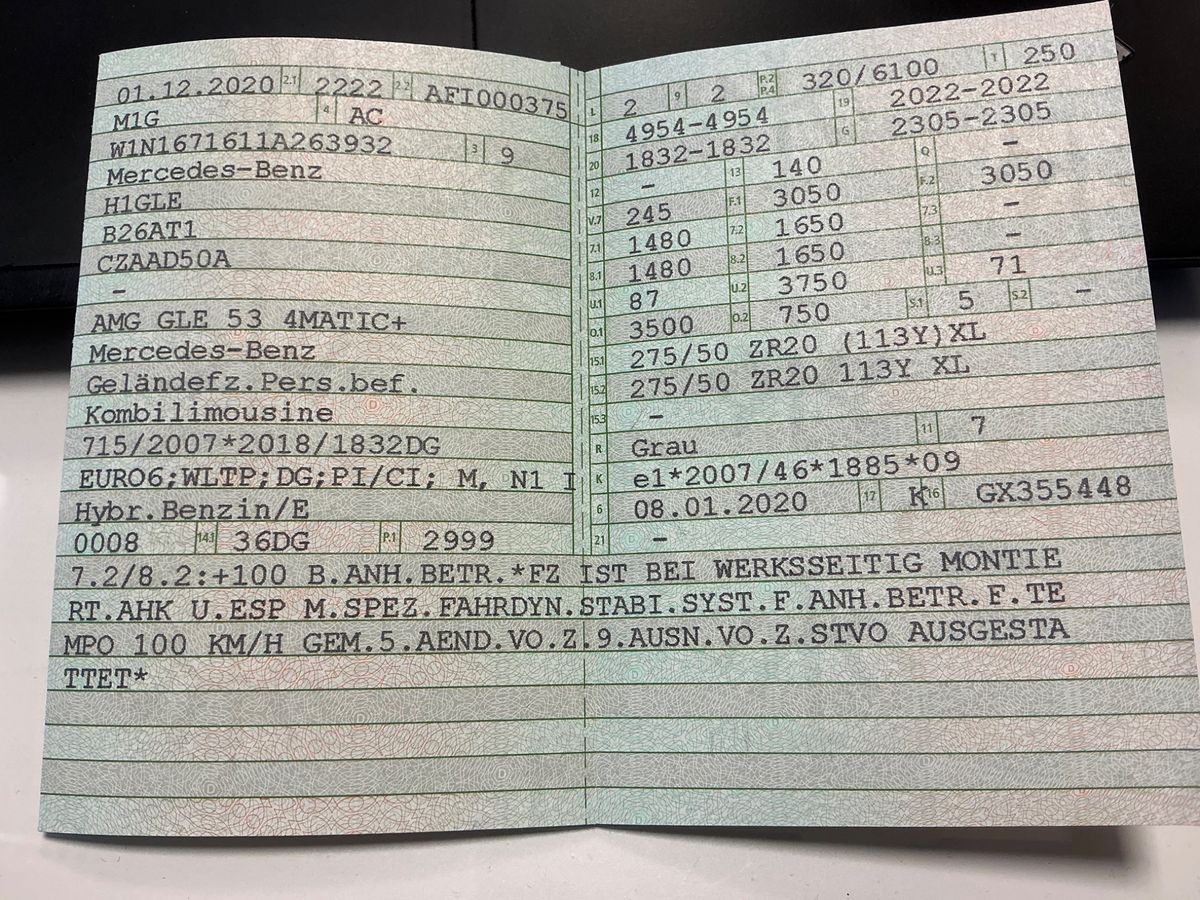 01.12.2020 2.1 2222 2.2 AFI000375
M1G 4 AC
W1N1671611A263932 3 9
Mercedes-Benz
H1GLE
B26AT1
CZAAD50A
–
AMG GLE 53 4MATIC+
Mercedes-Benz
Geländefz.Pers.bef.
Kombilimousine
715/2007*2018/1832DG
EURO6;WLTP;DG;PI/CI; M, N1 I
Hybr.Benzin/E
0008 14.1 36DG P.1 2999
L 2 9 2 P.2 P.4 320/6100 T 250
18 4954-4954 19 2022-2022
20 1832-1832 G 2305-2305
12 – 13 140 Q –
V.7 245 F.1 3050 F.2 3050
7.1 1480 7.2 1650 7.3 –
8.1 1480 8.2 1650 8.3 –
U.1 87 U.2 3750 U.3 71
O.1 3500 O.2 750 S.1 5 S.2 –
15.1 275/50 ZR20 (113Y)XL
15.2 275/50 ZR20 113Y XL
15.3 –
R Grau 11 7
K e1*2007/46*1885*09
6 08.01.2020 17 K 16 GX355448
21 –
7.2/8.2:+100 B.ANH.BETR.*FZ IST BEI WERKSSEITIG MONTIE
RT.AHK U.ESP M.SPEZ.FAHRDYN.STABI.SYST.F.ANH.BETR.F.TE
MPO 100 KM/H GEM.5.AEND.VO.Z.9.AUSN.VO.Z.STVO AUSGESTA
TTET*